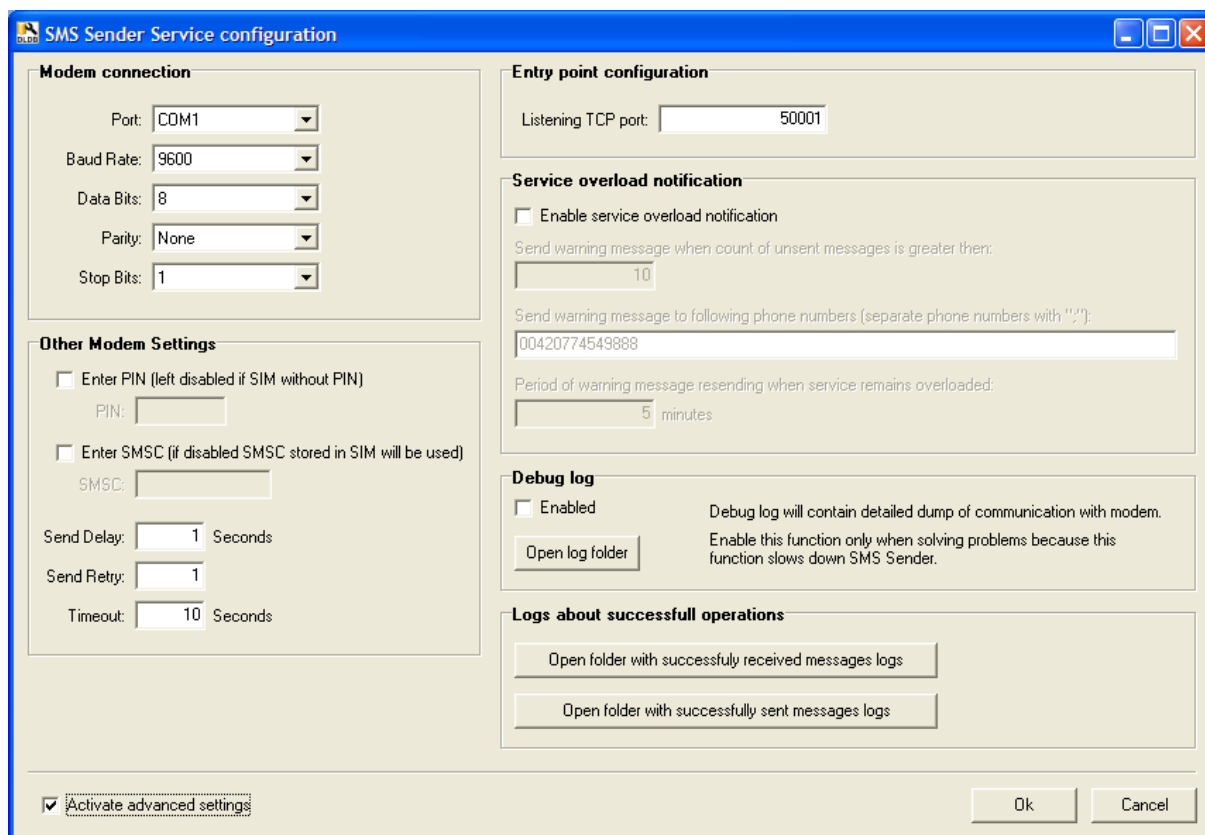 DLDB SMS Sender Service configuration
Modem connection
Port: COM1
Baud Rate: 9600
Data Bits: 8
Parity: None
Stop Bits: 1
Other Modem Settings
Enter PIN (left disabled if SIM without PIN)
PIN:
Enter SMSC (if disabled SMSC stored in SIM will be used)
SMSC:
Send Delay: 1 Seconds
Send Retry: 1
Timeout: 10 Seconds
Entry point configuration
Listening TCP port: 50001
Service overload notification
Enable service overload notification
Send warning message when count of unsent messages is greater then:
10
Send warning message to following phone numbers (separate phone numbers with ";"):
00420774549888
Period of warning message resending when service remains overloaded:
5 minutes
Debug log
Enabled
Open log folder
Debug log will contain detailed dump of communication with modem.
Enable this function only when solving problems because this
function slows down SMS Sender.
Logs about successfull operations
Open folder with successfuly received messages logs
Open folder with successfully sent messages logs
Activate advanced settings
Ok Cancel